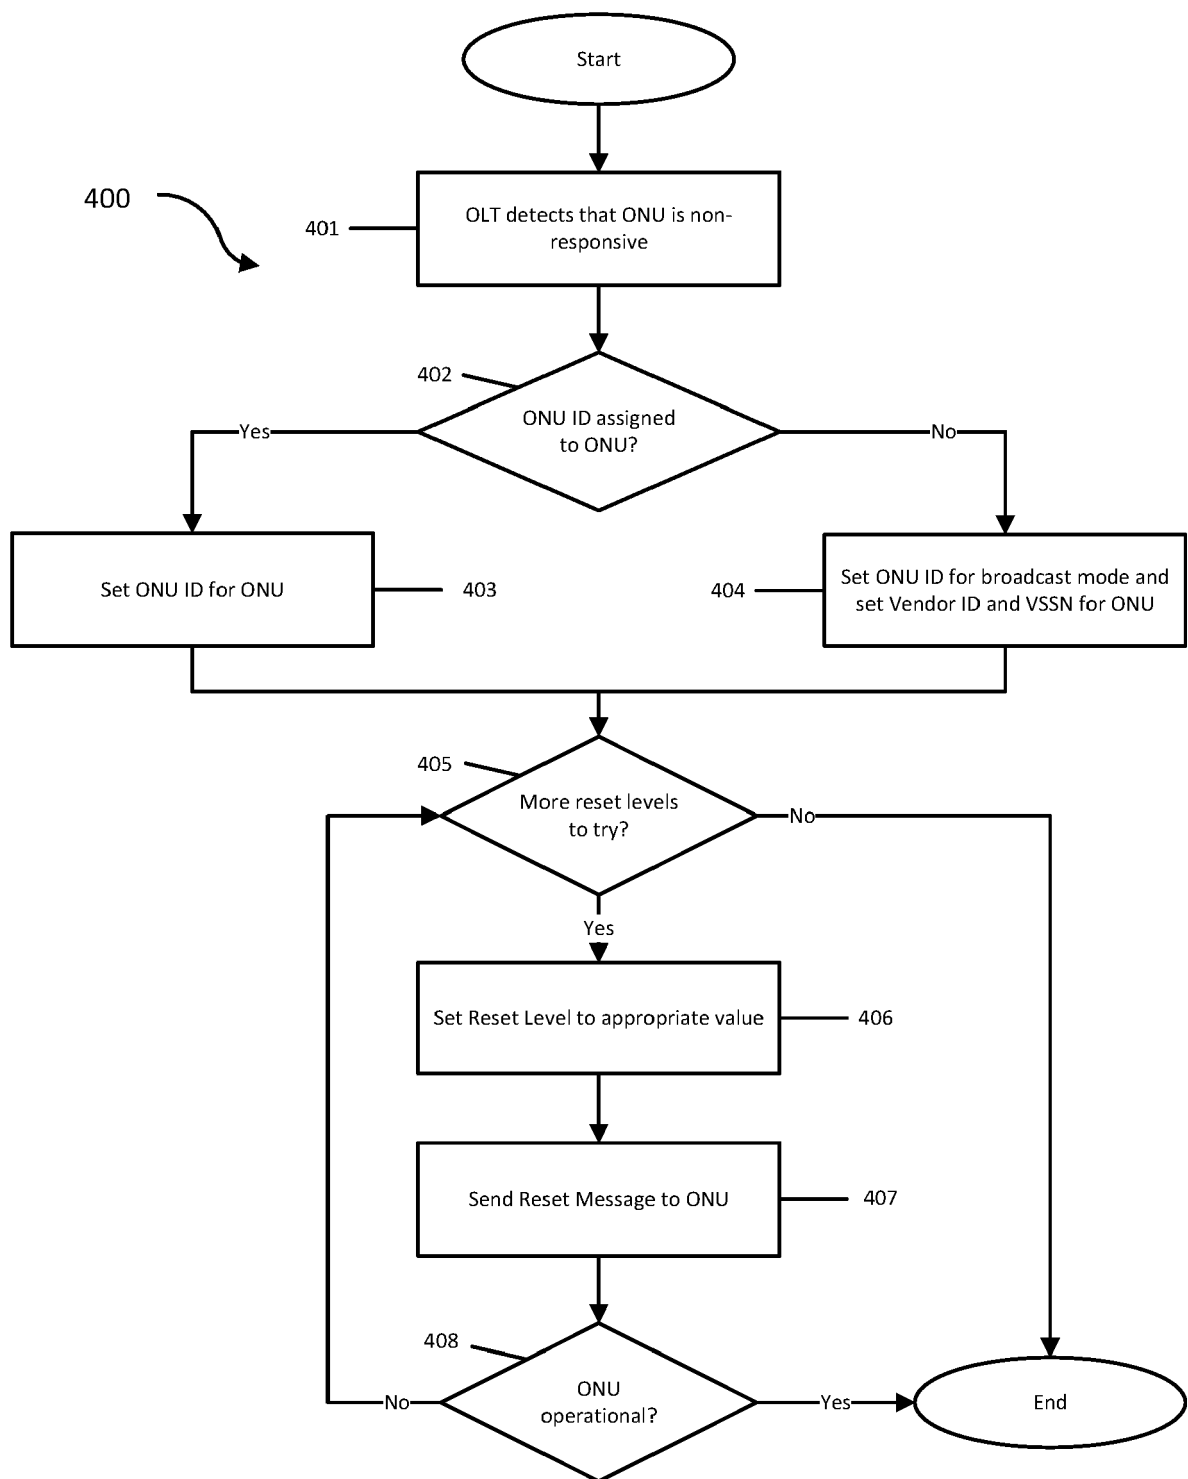 Start
400
401
OLT detects that ONU is non-
responsive
402
ONU ID assigned
to ONU?
Yes
No
Set ONU ID for ONU
403
404
Set ONU ID for broadcast mode and
set Vendor ID and VSSN for ONU
405
More reset levels
to try?
No
Yes
Set Reset Level to appropriate value
406
Send Reset Message to ONU
407
408
ONU
operational?
No
Yes
End